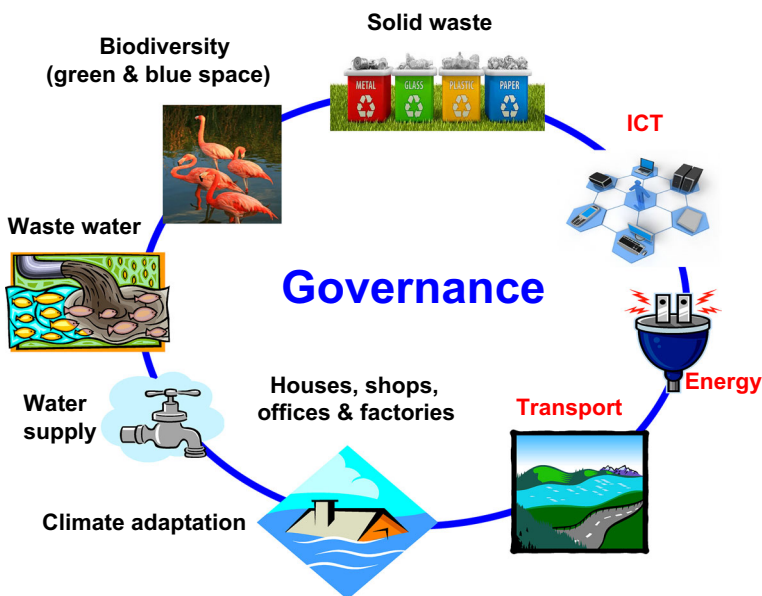 Solid waste
Biodiversity
(green & blue space)
METAL
GLASS
PLASTIC
PAPER
ICT
Waste water
Governance
Energy
Houses, shops,
offices & factories
Transport
Water
supply
Climate adaptation